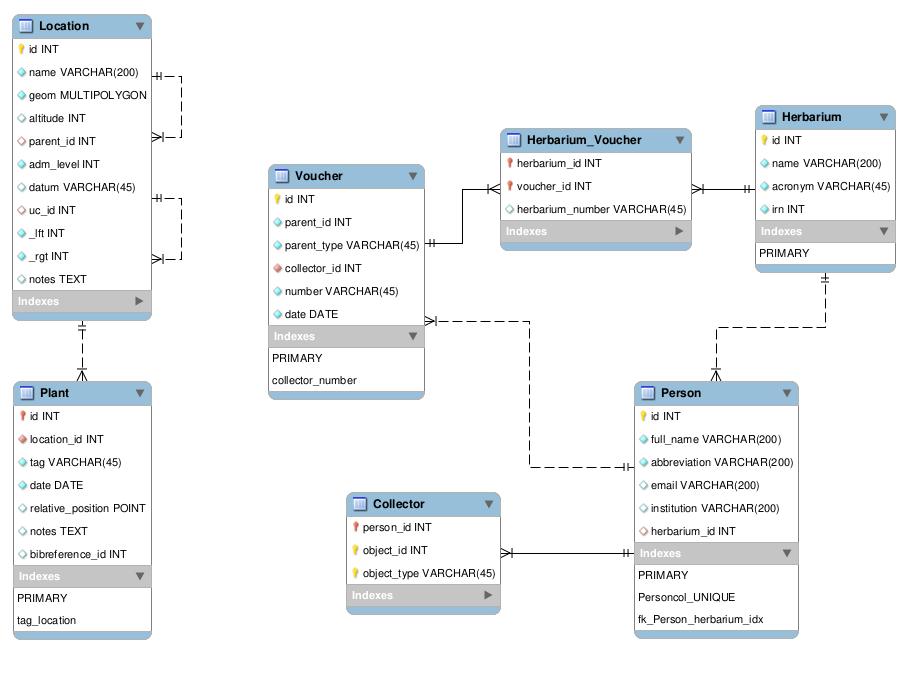 Location
id INT
name VARCHAR(200)
geom MULTIPOLYGON
altitude INT
parent_id INT
adm_level INT
datum VARCHAR(45)
uc_id INT
_lft INT
_rgt INT
notes TEXT
Indexes
Plant
id INT
location_id INT
tag VARCHAR(45)
date DATE
relative_position POINT
notes TEXT
bibreference_id INT
Indexes
PRIMARY
tag_location
Voucher
id INT
parent_id INT
parent_type VARCHAR(45)
collector_id INT
number VARCHAR(45)
date DATE
Indexes
PRIMARY
collector_number
Herbarium_Voucher
herbarium_id INT
voucher_id INT
herbarium_number VARCHAR(45)
Indexes
Herbarium
id INT
name VARCHAR(200)
acronym VARCHAR(45)
irn INT
Indexes
PRIMARY
Collector
person_id INT
object_id INT
object_type VARCHAR(45)
Indexes
Person
id INT
full_name VARCHAR(200)
abbreviation VARCHAR(200)
email VARCHAR(200)
institution VARCHAR(200)
herbarium_id INT
Indexes
PRIMARY
Personcol_UNIQUE
fk_Person_herbarium_idx